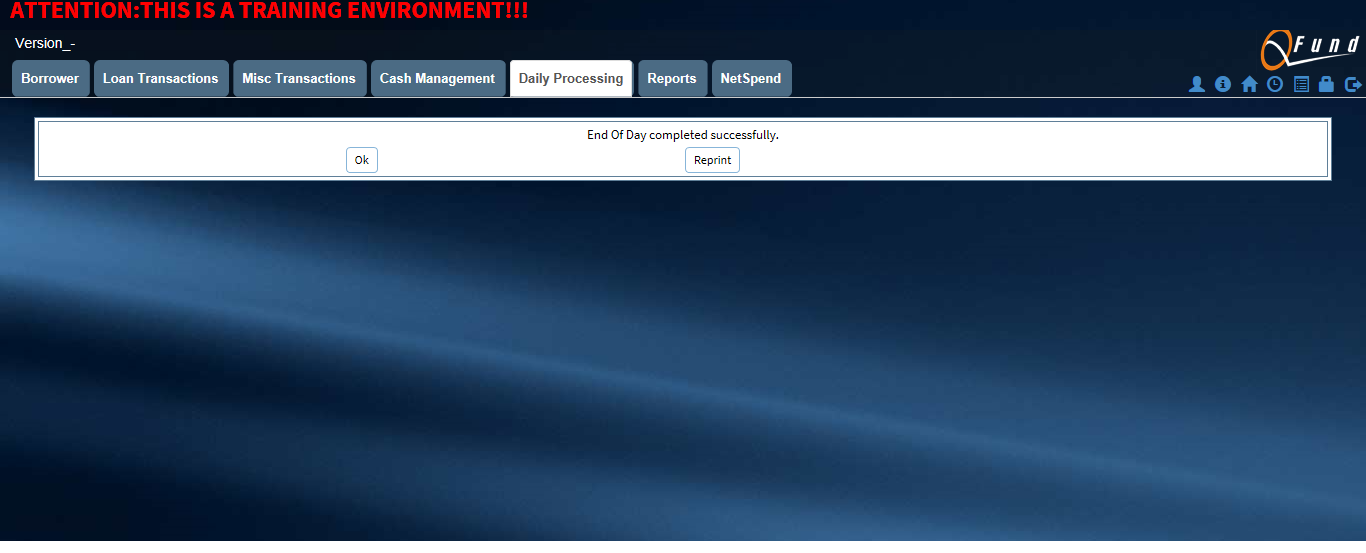 ATTENTION:THIS IS A TRAINING ENVIRONMENT!!!
Version_-
QFund
Borrower Loan Transactions Misc Transactions Cash Management Daily Processing Reports NetSpend
End Of Day completed successfully.
Ok Reprint